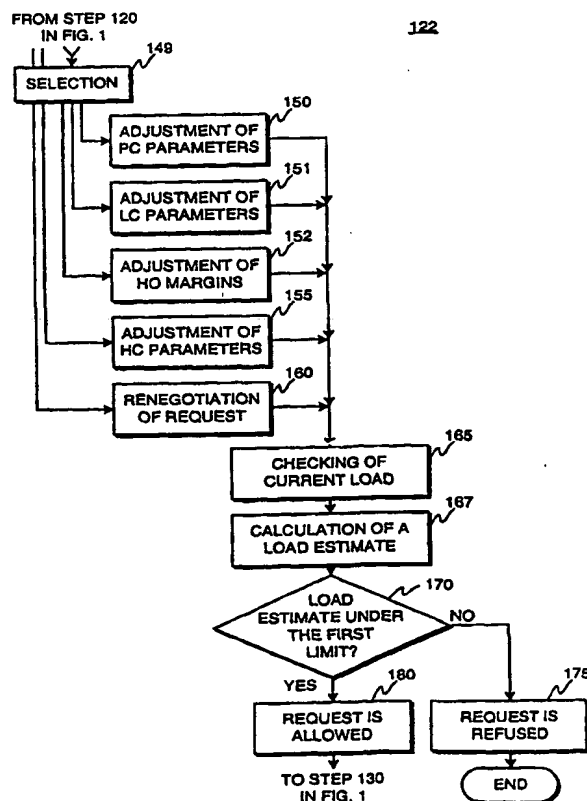 FROM STEP 120
IN FIG. 1
122
149
SELECTION
150
ADJUSTMENT OF
PC PARAMETERS
151
ADJUSTMENT OF
LC PARAMETERS
152
ADJUSTMENT OF
HO MARGINS
155
ADJUSTMENT OF
HC PARAMETERS
160
RENEGOTIATION
OF REQUEST
165
CHECKING OF
CURRENT LOAD
167
CALCULATION OF A
LOAD ESTIMATE
170
LOAD
ESTIMATE UNDER
THE FIRST
LIMIT?
NO
YES
180
REQUEST IS
ALLOWED
175
REQUEST IS
REFUSED
TO STEP 130
IN FIG. 1
END